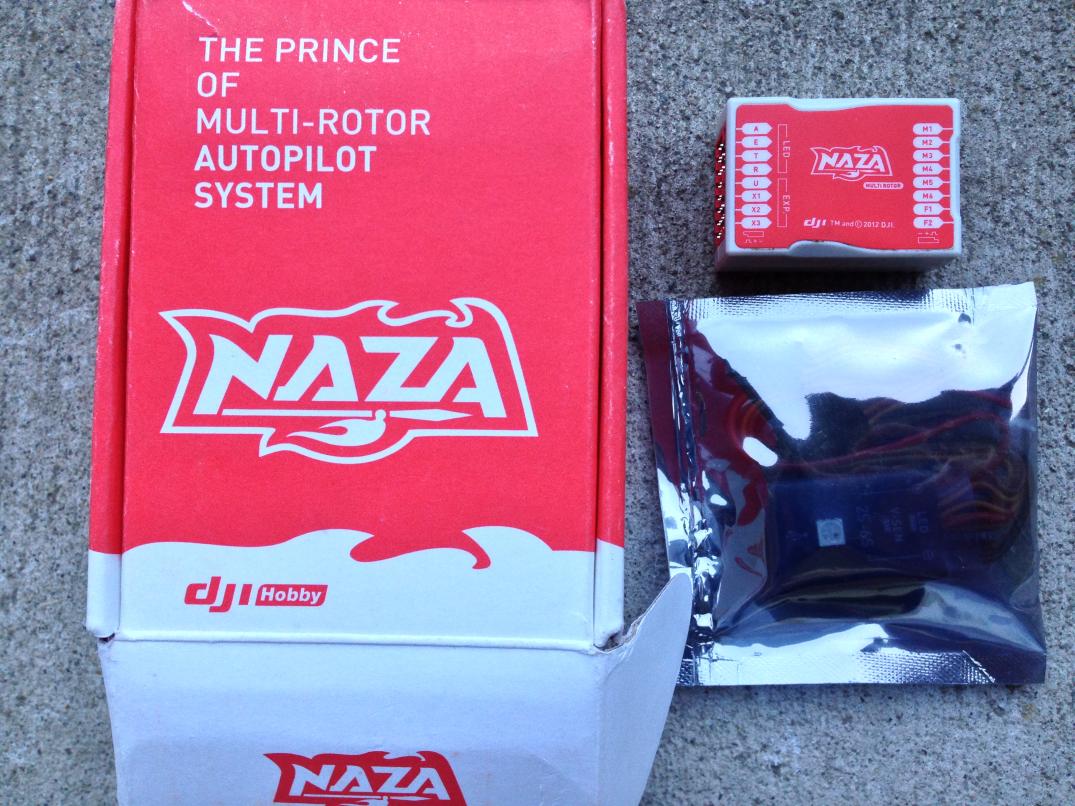 THE PRINCE
OF
MULTI-ROTOR
AUTOPILOT
SYSTEM
NAZA
dji Hobby
NAZA
A
E
T
R
U
X1
X2
X3
LED
EXP
NAZA
MULTI ROTOR
dji TM and © 2012 DJI.
M1
M2
M3
M4
M5
M6
F1
F2
LED